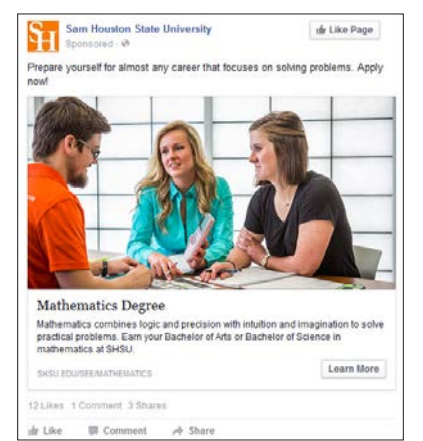 SH
Sam Houston State University
Like Page
Sponsored ·
Prepare yourself for almost any career that focuses on solving problems. Apply
now!
Mathematics Degree
Mathematics combines logic and precision with intuition and imagination to solve
practical problems. Earn your Bachelor of Arts or Bachelor of Science in
mathematics at SHSU.
SHSU.EDU/SEE/MATHEMATICS
Learn More
12 Likes 1 Comment 3 Shares
Like Comment Share